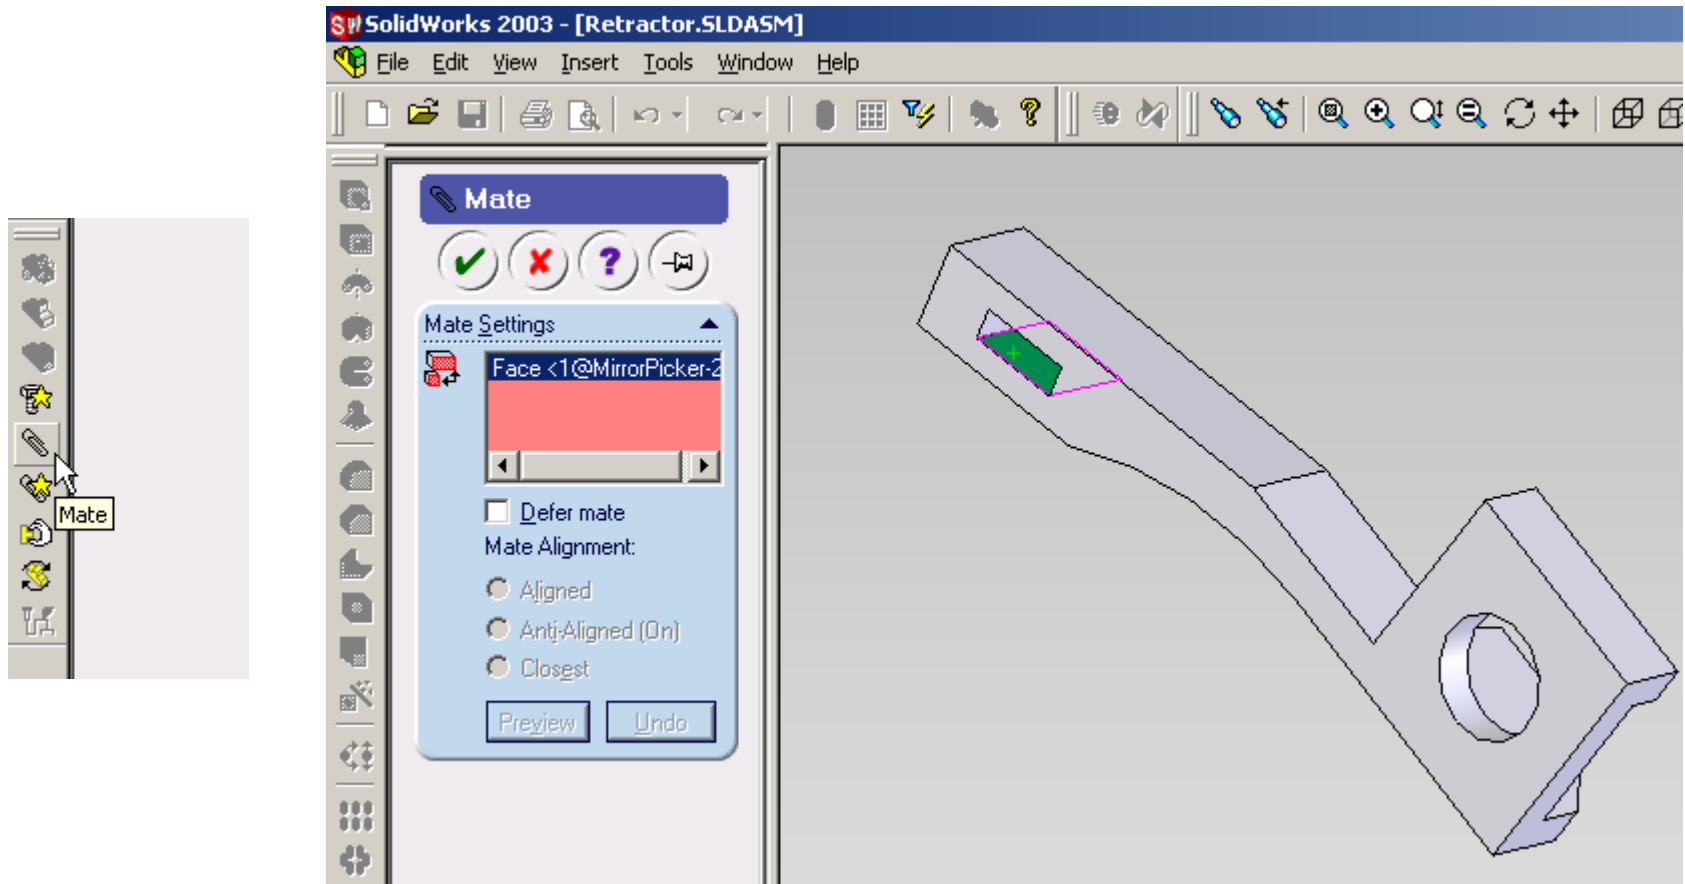 Mate
SW SolidWorks 2003 - [Retractor.SLDASM]
File Edit View Insert Tools Window Help
Mate
Mate Settings
Face <1@MirrorPicker-2
Defer mate
Mate Alignment:
Aligned
Anti-Aligned (On)
Closest
Preview Undo